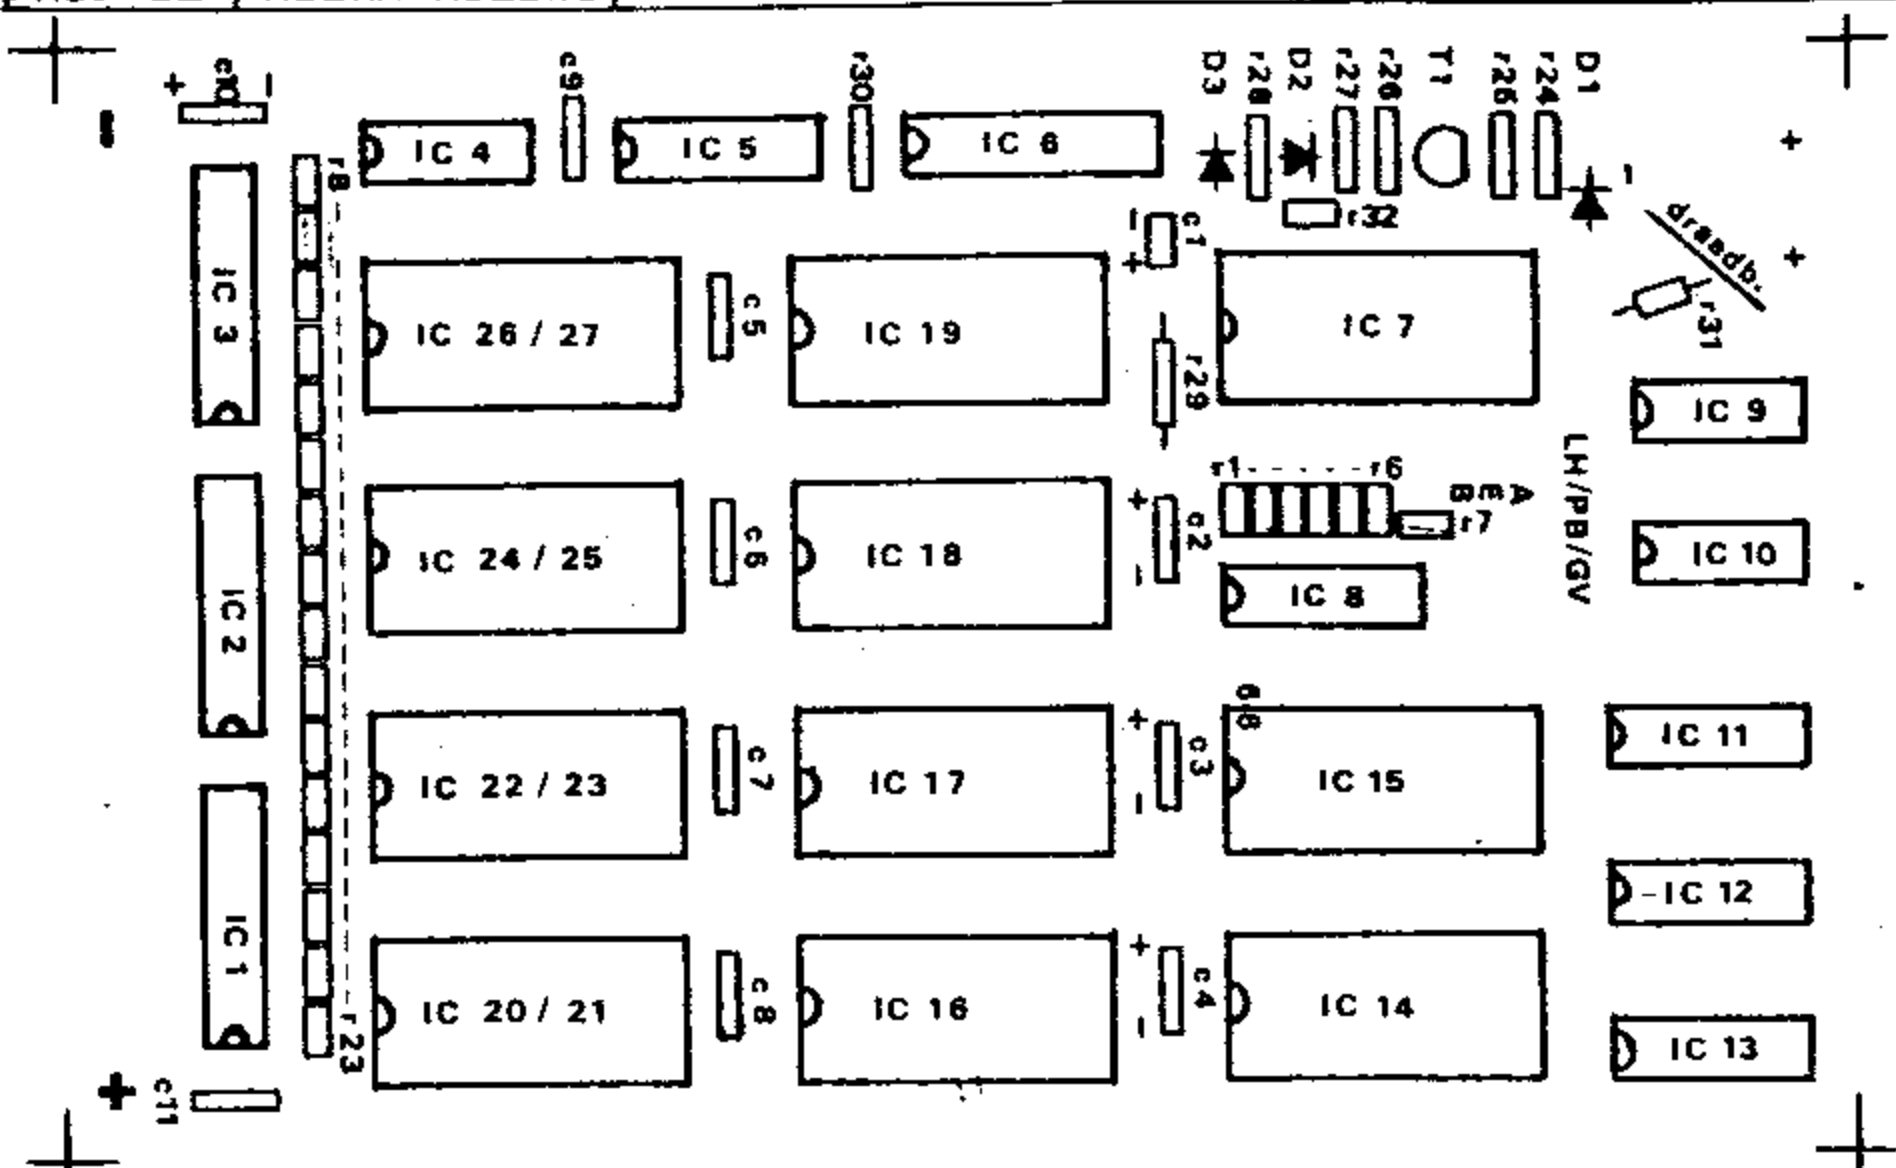 c10
c9
r30
D3
r28
D2
r27
r26
T1
r25
r24
D1
IC 4
IC 5
IC 6
r8
r32
c1
draadb.
r31
IC 3
IC 26 / 27
c5
IC 19
r29
IC 7
IC 9
r1 - - - - - r6
A E B
r7
LH/PB/GV
IC 2
IC 24 / 25
c6
IC 18
c2
IC 8
IC 10
6-8
IC 22 / 23
c7
IC 17
c3
IC 15
IC 11
IC 12
IC 1
IC 20 / 21
c8
IC 16
c4
IC 14
IC 13
r23
c11